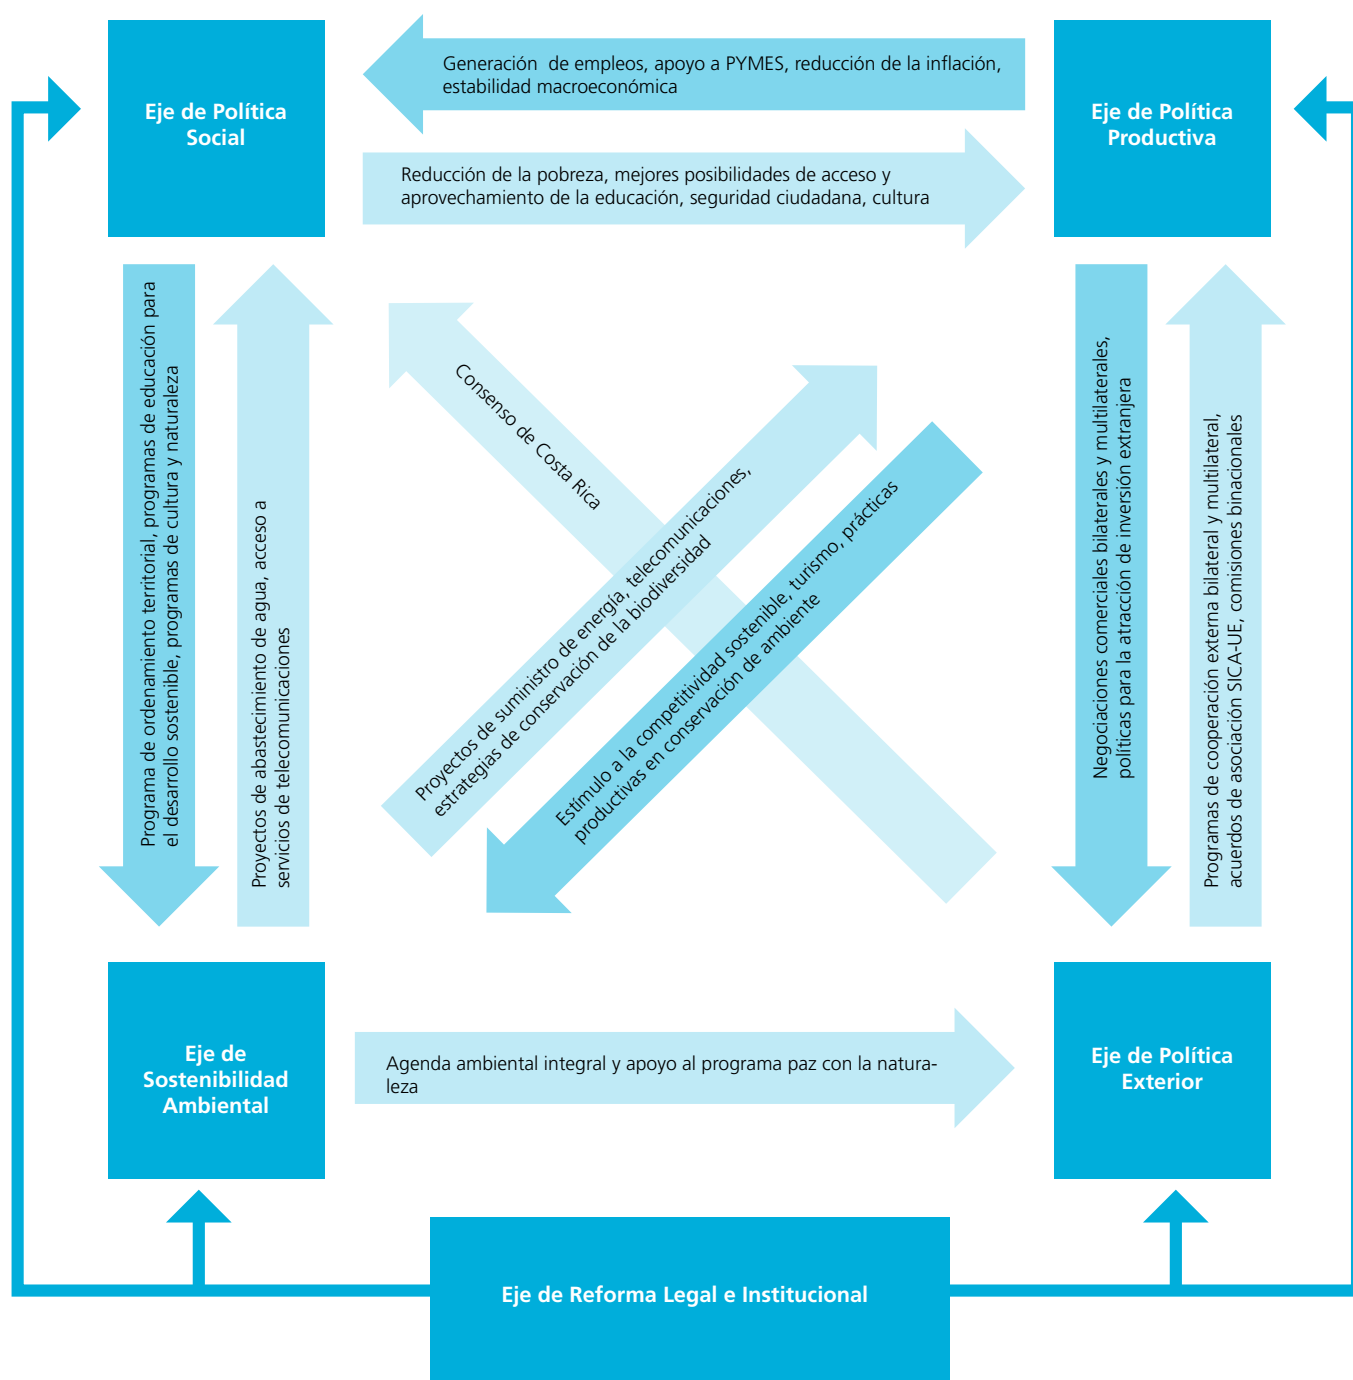 Generación de empleos, apoyo a PYMES, reducción de la inflación,
estabilidad macroeconómica
Eje de Política
Social
Eje de Política
Productiva
Reducción de la pobreza, mejores posibilidades de acceso y
aprovechamiento de la educación, seguridad ciudadana, cultura
Programa de ordenamiento territorial, programas de educación para
el desarrollo sostenible, programas de cultura y naturaleza
Proyectos de abastecimiento de agua, acceso a
servicios de telecomunicaciones
Consenso de Costa Rica
Proyectos de suministro de energía, telecomunicaciones,
estrategias de conservación de la biodiversidad
Estímulo a la competitividad sostenible, turismo, prácticas
productivas en conservación de ambiente
Negociaciones comerciales bilaterales y multilaterales,
políticas para la atracción de inversión extranjera
Programas de cooperación externa bilateral y multilateral,
acuerdos de asociación SICA-UE, comisiones binacionales
Eje de
Sostenibilidad
Ambiental
Agenda ambiental integral y apoyo al programa paz con la natura-
leza
Eje de Política
Exterior
Eje de Reforma Legal e Institucional